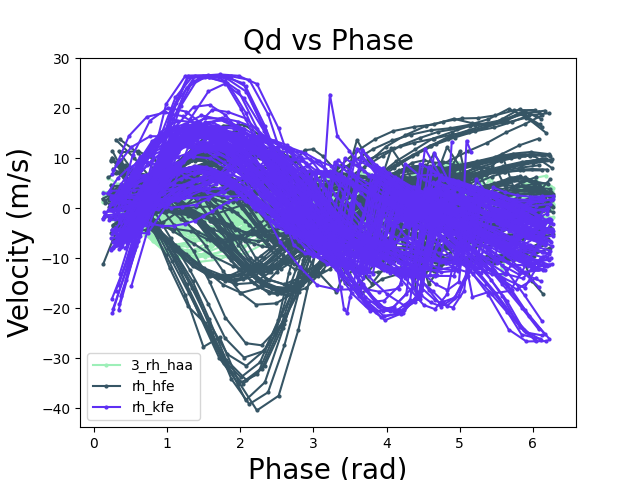 Qd vs Phase
Velocity (m/s)
30
20
10
0
−10
−20
−30
−40
3_rh_haa
rh_hfe
rh_kfe
0 1 2 3 4 5 6
Phase (rad)